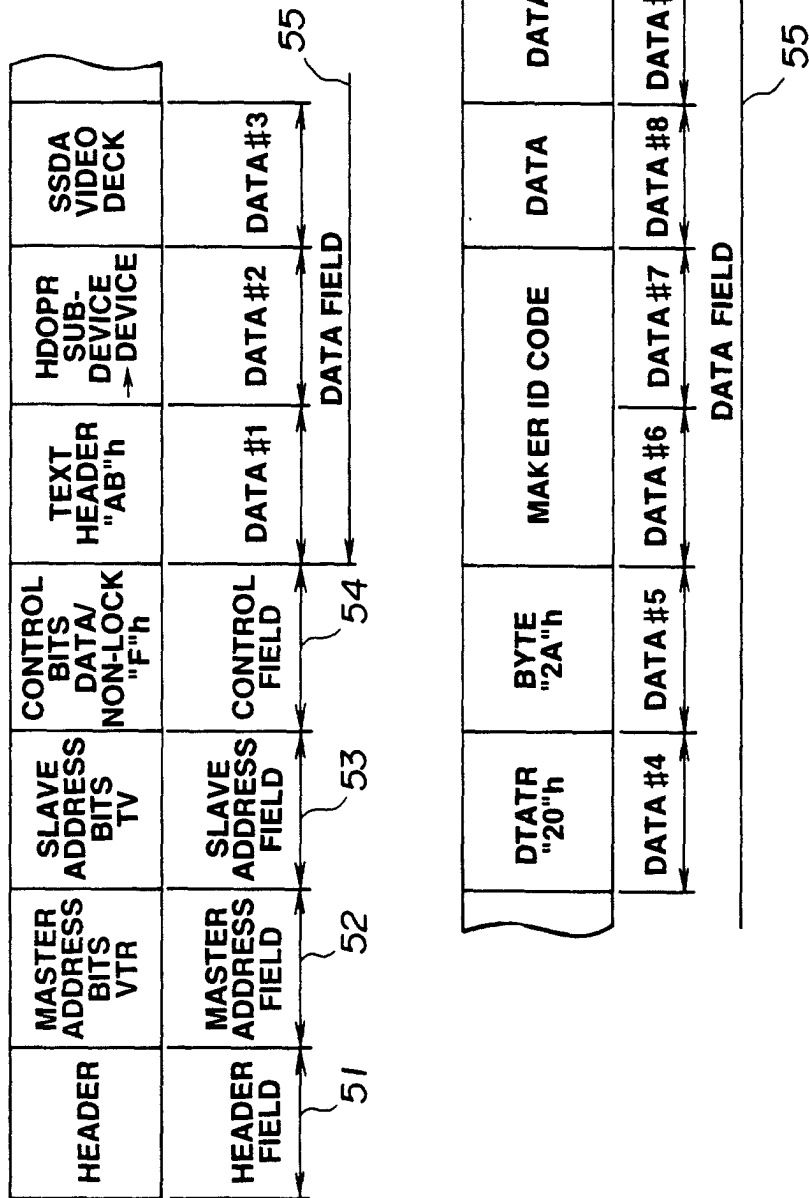 HEADER
MASTER
ADDRESS
BITS
VTR
SLAVE
ADDRESS
BITS
TV
CONTROL
BITS
DATA/
NON-LOCK
"F"h
TEXT
HEADER
"AB"h
HDOPR
SUB-
DEVICE
→DEVICE
SSDA
VIDEO
DECK
HEADER
FIELD
MASTER
ADDRESS
FIELD
SLAVE
ADDRESS
FIELD
CONTROL
FIELD
DATA #1
DATA #2
DATA #3
51
52
53
54
DATA FIELD
55
DTATR
"20"h
BYTE
"2A"h
MAKER ID CODE
DATA
DATA
DATA #4
DATA #5
DATA #6
DATA #7
DATA #8
DATA #
DATA FIELD
55